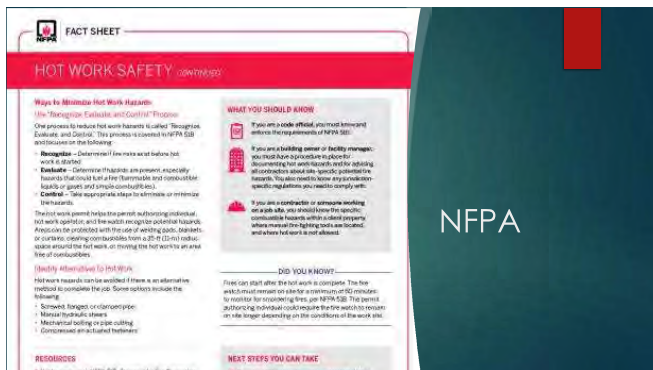 NFPA
FACT SHEET
HOT WORK SAFETY CONTINUED
Ways to Minimize Hot Work Hazards
Use "Recognize, Evaluate, and Control" Process
One process to reduce hot work hazards is called "Recognize,
Evaluate, and Control." This process is covered in NFPA 51B
and focuses on the following:
• Recognize – Determine if fire risks exist before hot
work is started.
• Evaluate – Determine if hazards are present, especially
hazards that could fuel a fire (flammable and combustible
liquids or gases and simple combustibles).
• Control – Take appropriate steps to eliminate or minimize
the hazards.
The hot work permit helps the permit authorizing individual,
hot work operator, and fire watch recognize potential hazards.
Areas can be protected with the use of welding pads, blankets,
or curtains, clearing combustibles from a 35-ft (11-m) radius
space around the hot work, or moving the hot work to an area
free of combustibles.
Identify Alternatives to Hot Work
Hot work hazards can be avoided if there is an alternative
method to complete the job. Some options include the
following:
• Screwed, flanged, or clamped pipe
• Manual hydraulic shears
• Mechanical bolting or pipe cutting
• Compressed air actuated fasteners
RESOURCES
WHAT YOU SHOULD KNOW
If you are a code official, you must know and
enforce the requirements of NFPA 51B.
If you are a building owner or facility manager,
you must have a procedure in place for
documenting hot work hazards and for advising
all contractors about site-specific potential fire
hazards. You also need to know any jurisdiction-
specific regulations you need to comply with.
If you are a contractor or someone working
on a job site, you should know the specific
combustible hazards within a client property,
where manual fire-fighting tools are located,
and where hot work is not allowed.
DID YOU KNOW?
Fires can start after the hot work is complete. The fire
watch must remain on site for a minimum of 60 minutes
to monitor for smoldering fires, per NFPA 51B. The permit
authorizing individual could require the fire watch to remain
on site longer depending on the conditions of the work site.
NEXT STEPS YOU CAN TAKE
NFPA